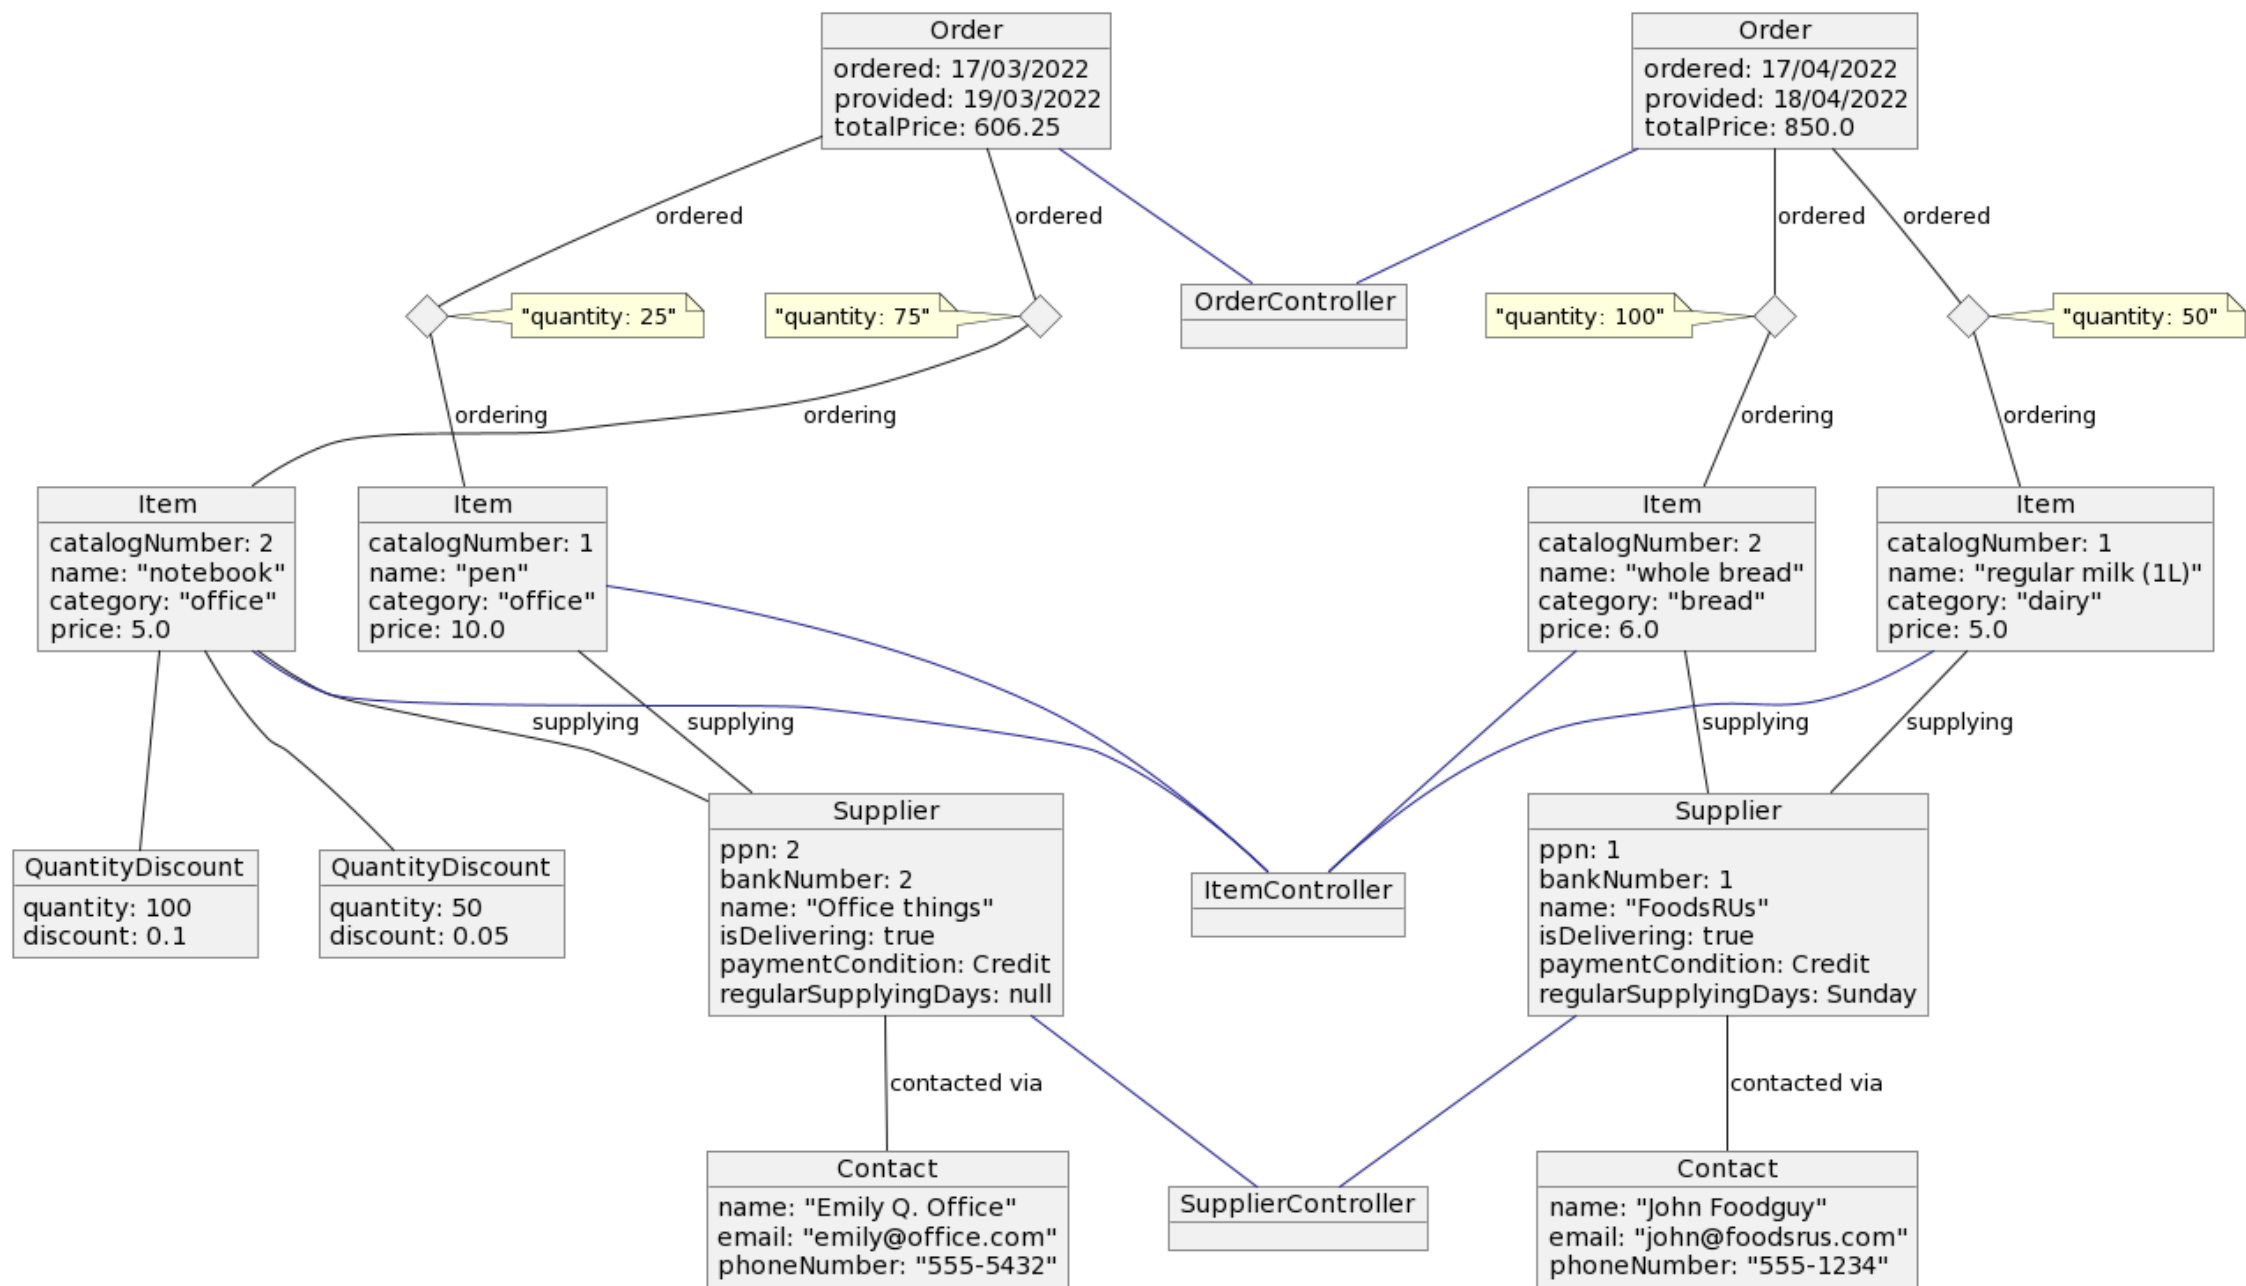 Order
ordered: 17/03/2022
provided: 19/03/2022
totalPrice: 606.25
Order
ordered: 17/04/2022
provided: 18/04/2022
totalPrice: 850.0
ordered
ordered
ordered
ordered
"quantity: 25"
"quantity: 75"
OrderController
"quantity: 100"
"quantity: 50"
ordering
ordering
ordering
ordering
Item
catalogNumber: 2
name: "notebook"
category: "office"
price: 5.0
Item
catalogNumber: 1
name: "pen"
category: "office"
price: 10.0
Item
catalogNumber: 2
name: "whole bread"
category: "bread"
price: 6.0
Item
catalogNumber: 1
name: "regular milk (1L)"
category: "dairy"
price: 5.0
supplying
supplying
supplying
supplying
QuantityDiscount
quantity: 100
discount: 0.1
QuantityDiscount
quantity: 50
discount: 0.05
Supplier
ppn: 2
bankNumber: 2
name: "Office things"
isDelivering: true
paymentCondition: Credit
regularSupplyingDays: null
ItemController
Supplier
ppn: 1
bankNumber: 1
name: "FoodsRUs"
isDelivering: true
paymentCondition: Credit
regularSupplyingDays: Sunday
contacted via
contacted via
Contact
name: "Emily Q. Office"
email: "emily@office.com"
phoneNumber: "555-5432"
SupplierController
Contact
name: "John Foodguy"
email: "john@foodsrus.com"
phoneNumber: "555-1234"